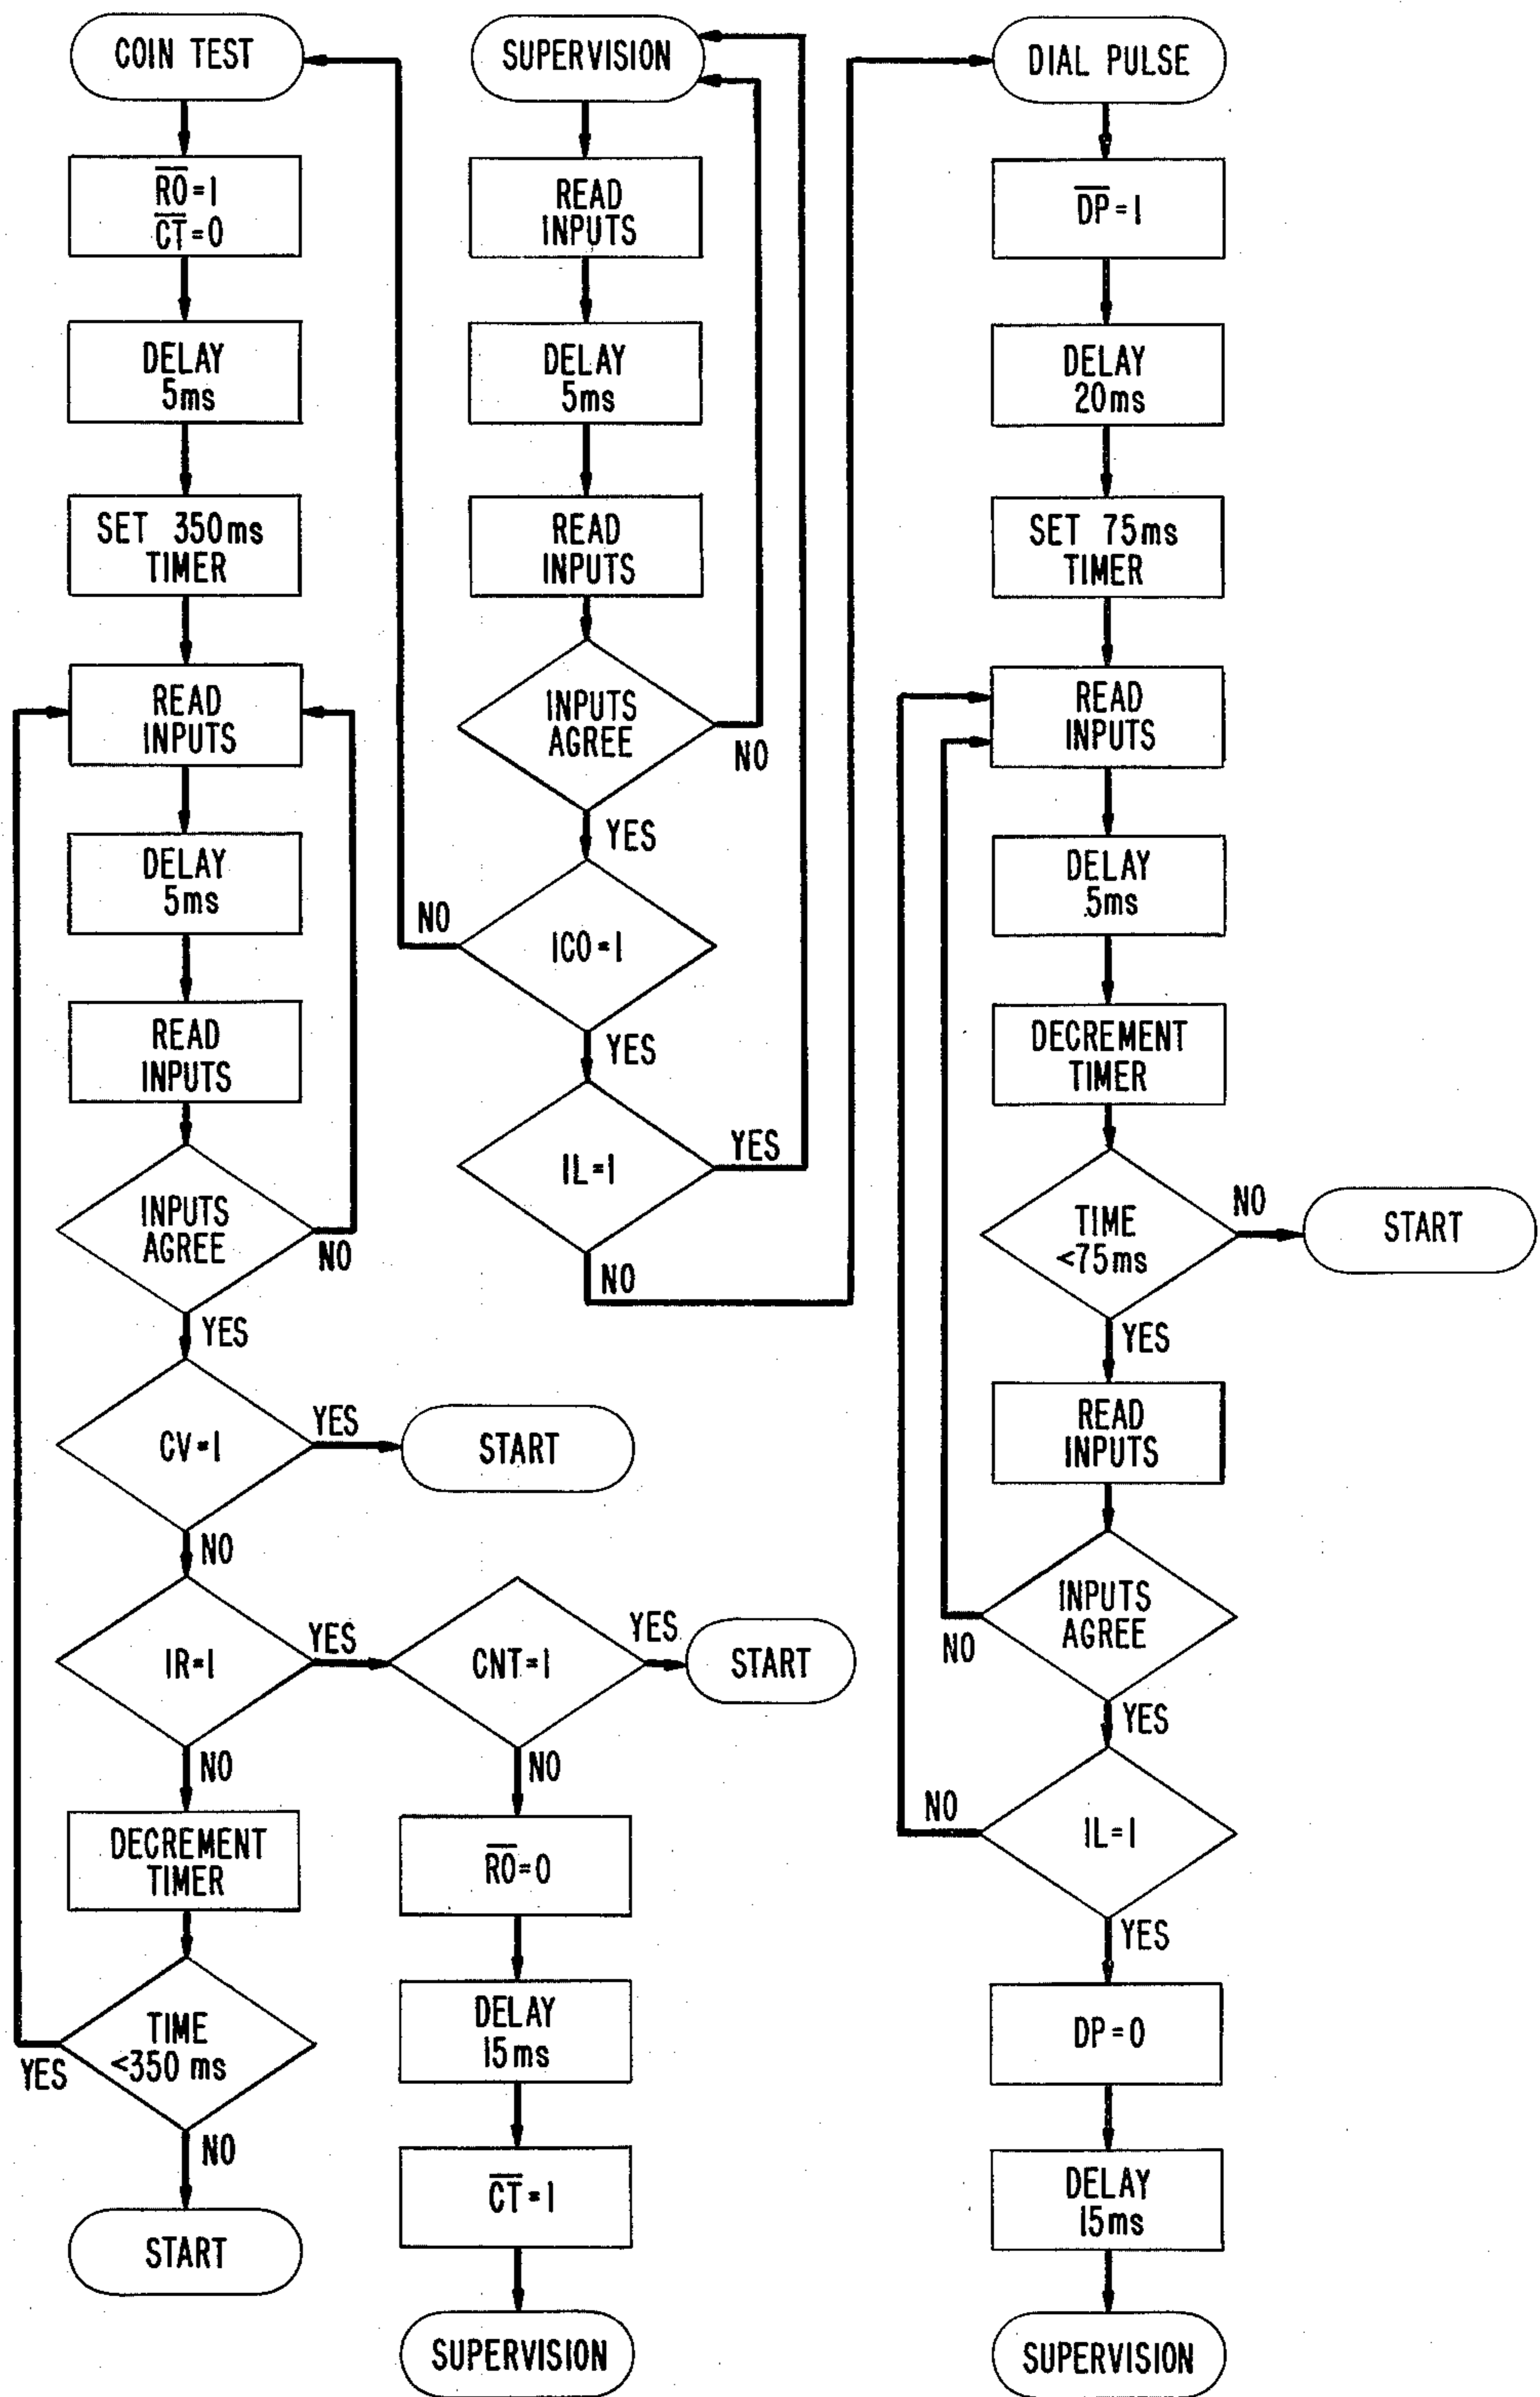 COIN TEST
R̅O̅=1
C̅T̅=0
DELAY
5ms
SET 350ms
TIMER
READ
INPUTS
DELAY
5ms
READ
INPUTS
INPUTS
AGREE
NO
YES
CV=1
YES
START
NO
IR=1
YES
CNT=1
YES
START
NO
DECREMENT
TIMER
TIME
<350 ms
YES
NO
START
NO
R̅O̅=0
DELAY
15ms
C̅T̅=1
SUPERVISION
SUPERVISION
READ
INPUTS
DELAY
5ms
READ
INPUTS
INPUTS
AGREE
NO
YES
ICO=1
NO
YES
IL=1
YES
NO
DIAL PULSE
D̅P̅=1
DELAY
20ms
SET 75ms
TIMER
READ
INPUTS
DELAY
5ms
DECREMENT
TIMER
TIME
<75ms
NO
START
YES
READ
INPUTS
INPUTS
AGREE
NO
YES
IL=1
NO
YES
DP=0
DELAY
15ms
SUPERVISION